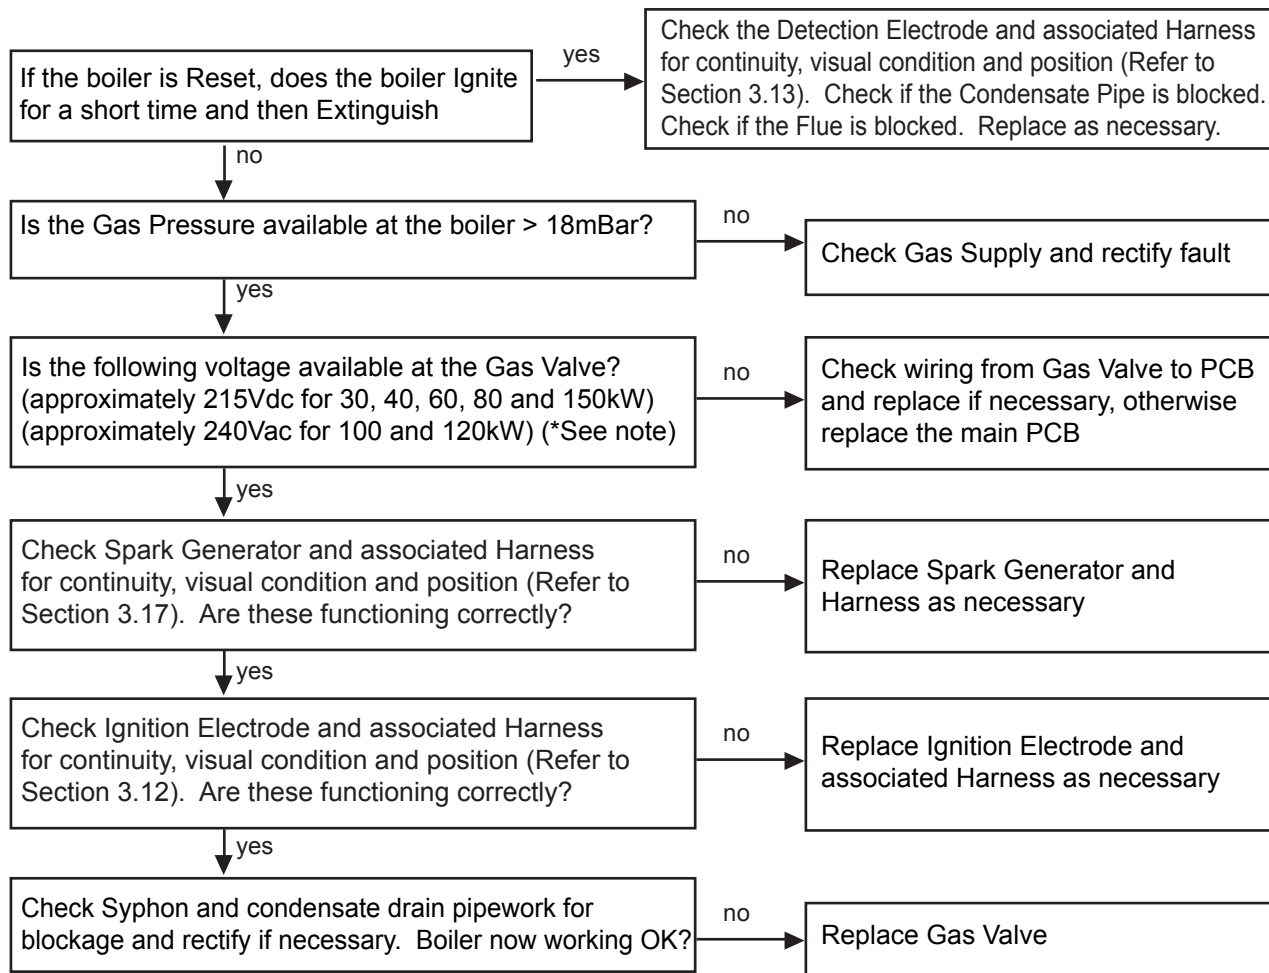 If the boiler is Reset, does the boiler Ignite
for a short time and then Extinguish
yes
Check the Detection Electrode and associated Harness
for continuity, visual condition and position (Refer to
Section 3.13). Check if the Condensate Pipe is blocked.
Check if the Flue is blocked. Replace as necessary.
no
Is the Gas Pressure available at the boiler > 18mBar?
no
Check Gas Supply and rectify fault
yes
Is the following voltage available at the Gas Valve?
(approximately 215Vdc for 30, 40, 60, 80 and 150kW)
(approximately 240Vac for 100 and 120kW) (*See note)
no
Check wiring from Gas Valve to PCB
and replace if necessary, otherwise
replace the main PCB
yes
Check Spark Generator and associated Harness
for continuity, visual condition and position (Refer to
Section 3.17). Are these functioning correctly?
no
Replace Spark Generator and
Harness as necessary
yes
Check Ignition Electrode and associated Harness
for continuity, visual condition and position (Refer to
Section 3.12). Are these functioning correctly?
no
Replace Ignition Electrode and
associated Harness as necessary
yes
Check Syphon and condensate drain pipework for
blockage and rectify if necessary. Boiler now working OK?
no
Replace Gas Valve